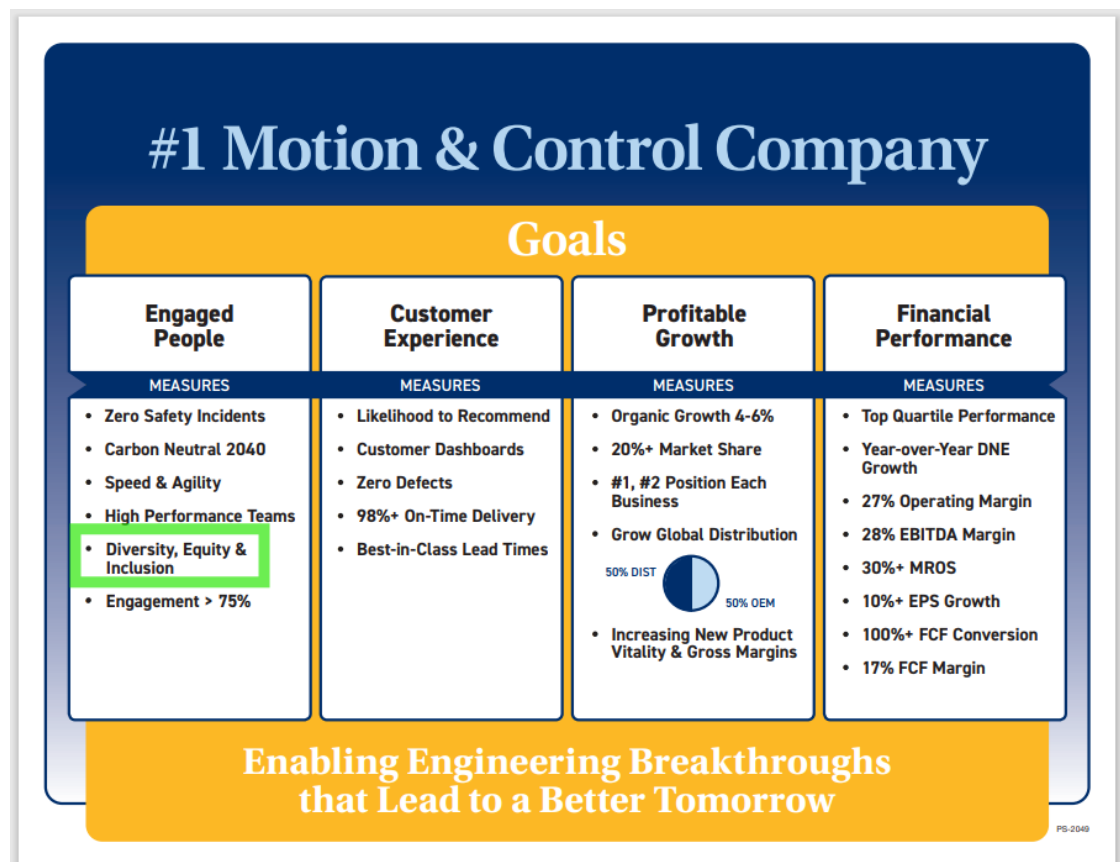 #1 Motion & Control Company
Goals
Engaged
People
MEASURES
• Zero Safety Incidents
• Carbon Neutral 2040
• Speed & Agility
• High Performance Teams
• Diversity, Equity &
Inclusion
• Engagement > 75%
Customer
Experience
MEASURES
• Likelihood to Recommend
• Customer Dashboards
• Zero Defects
• 98%+ On-Time Delivery
• Best-in-Class Lead Times
Profitable
Growth
MEASURES
• Organic Growth 4-6%
• 20%+ Market Share
• #1, #2 Position Each
Business
• Grow Global Distribution
50% DIST
50% OEM
• Increasing New Product
Vitality & Gross Margins
Financial
Performance
MEASURES
• Top Quartile Performance
• Year-over-Year DNE
Growth
• 27% Operating Margin
• 28% EBITDA Margin
• 30%+ MROS
• 10%+ EPS Growth
• 100%+ FCF Conversion
• 17% FCF Margin
Enabling Engineering Breakthroughs
that Lead to a Better Tomorrow
PS-2049